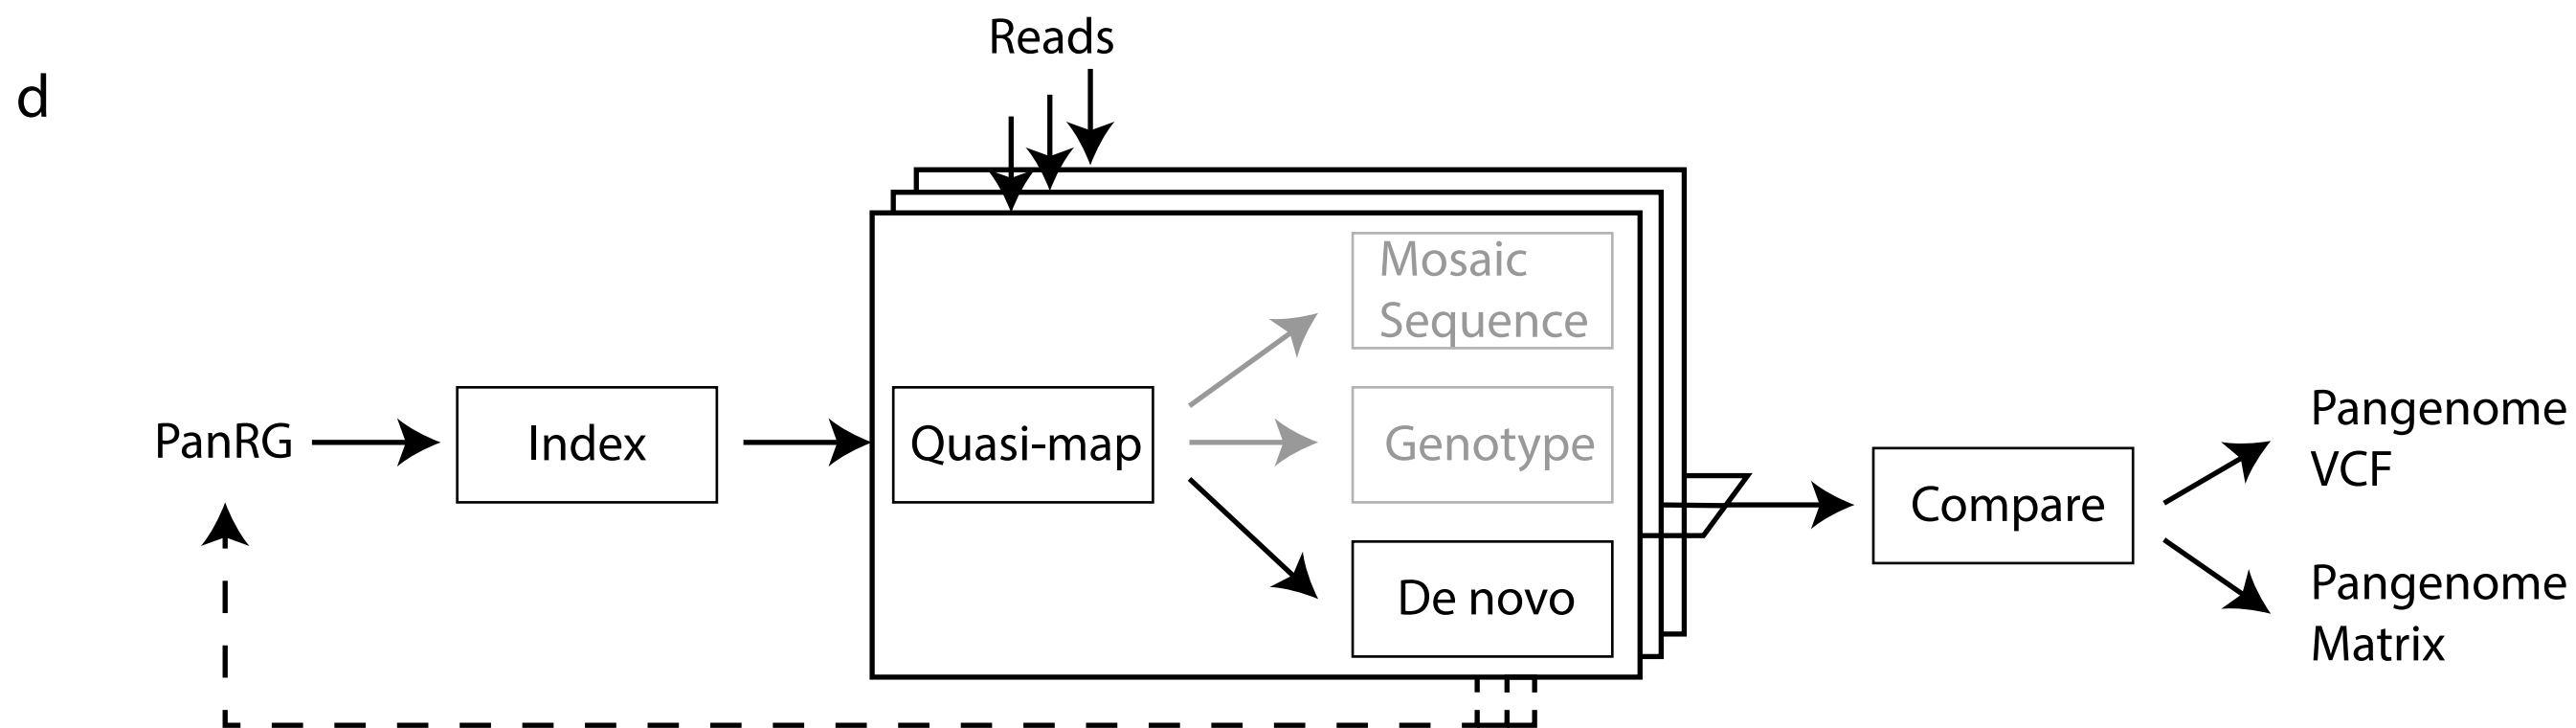 d
Reads
Mosaic
Sequence
PanRG
Index
Quasi-map
Genotype
De novo
Compare
Pangenome
VCF
Pangenome
Matrix